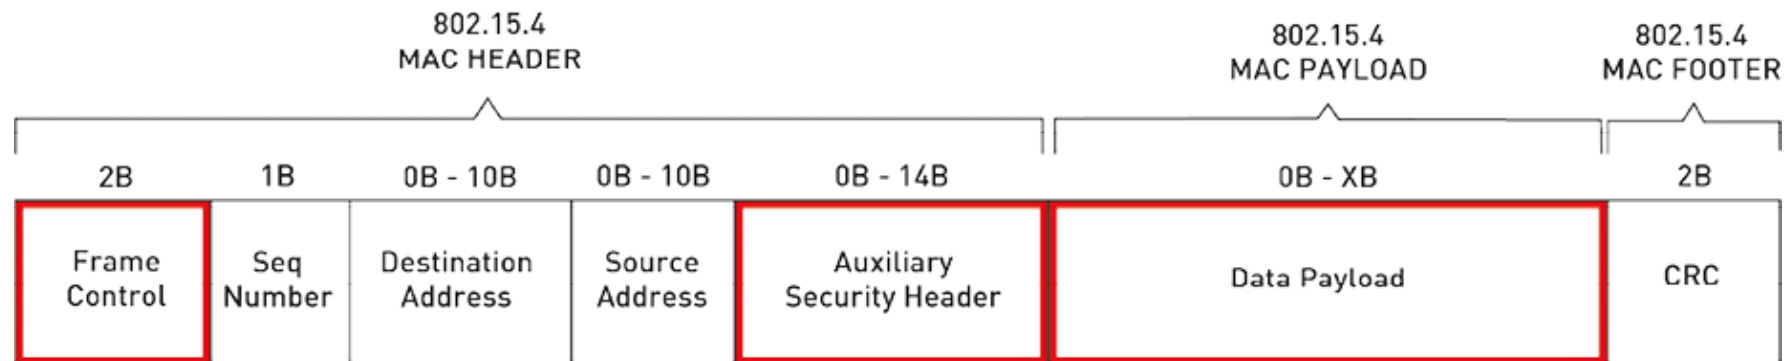 802.15.4
MAC HEADER
802.15.4
MAC PAYLOAD
802.15.4
MAC FOOTER
2B
1B
0B - 10B
0B - 10B
0B - 14B
0B - XB
2B
Frame
Control
Seq
Number
Destination
Address
Source
Address
Auxiliary
Security Header
Data Payload
CRC